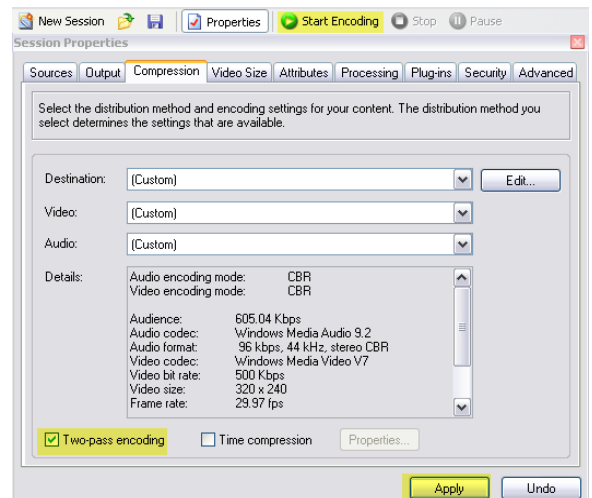 New Session Properties Start Encoding Stop Pause
Session Properties
Sources Output Compression Video Size Attributes Processing Plug-ins Security Advanced
Select the distribution method and encoding settings for your content. The distribution method you
select determines the settings that are available.
Destination: (Custom) Edit...
Video: (Custom)
Audio: (Custom)
Details: Audio encoding mode: CBR
Video encoding mode: CBR
Audience: 605.04 Kbps
Audio codec: Windows Media Audio 9.2
Audio format: 96 kbps, 44 kHz, stereo CBR
Video codec: Windows Media Video V7
Video bit rate: 500 Kbps
Video size: 320 x 240
Frame rate: 29.97 fps
Two-pass encoding Time compression Properties...
Apply Undo